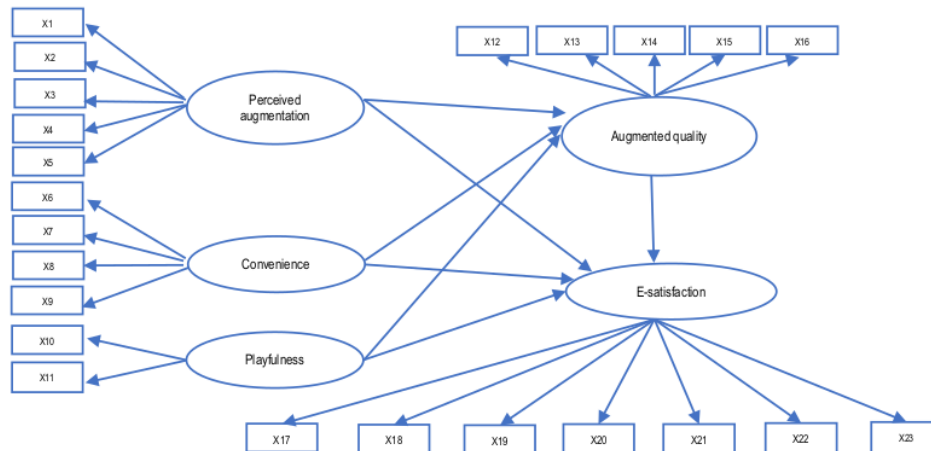 X1
X2
X3
X4
X5
X6
X7
X8
X9
X10
X11
Perceived
augmentation
Convenience
Playfulness
X12
X13
X14
X15
X16
Augmented quality
E-satisfaction
X17
X18
X19
X20
X21
X22
X23